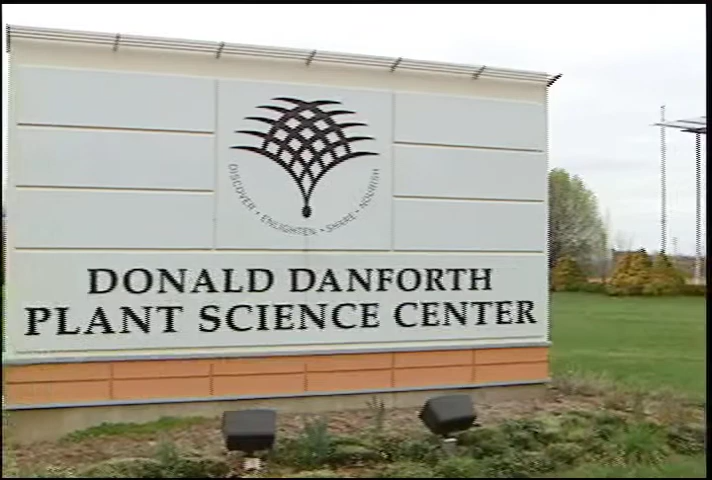 DISCOVER • ENLIGHTEN • SHARE • NOURISH
DONALD DANFORTH
PLANT SCIENCE CENTER